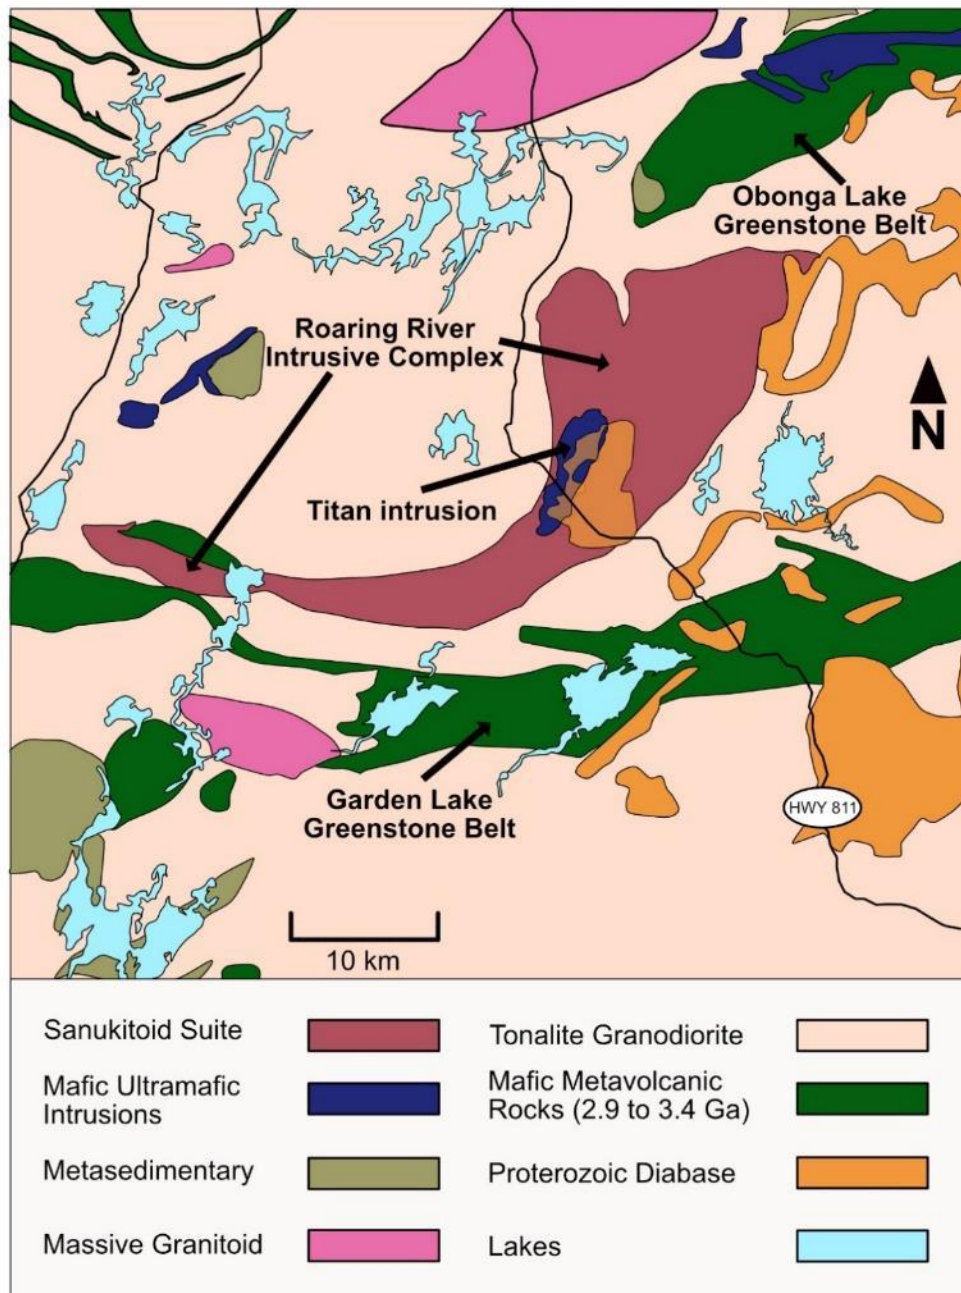 Obonga Lake
Greenstone Belt
Roaring River
Intrusive Complex
N
Titan intrusion
Garden Lake
Greenstone Belt
HWY 811
10 km
Sanukitoid Suite
Tonalite Granodiorite
Mafic Ultramafic
Intrusions
Mafic Metavolcanic
Rocks (2.9 to 3.4 Ga)
Metasedimentary
Proterozoic Diabase
Massive Granitoid
Lakes